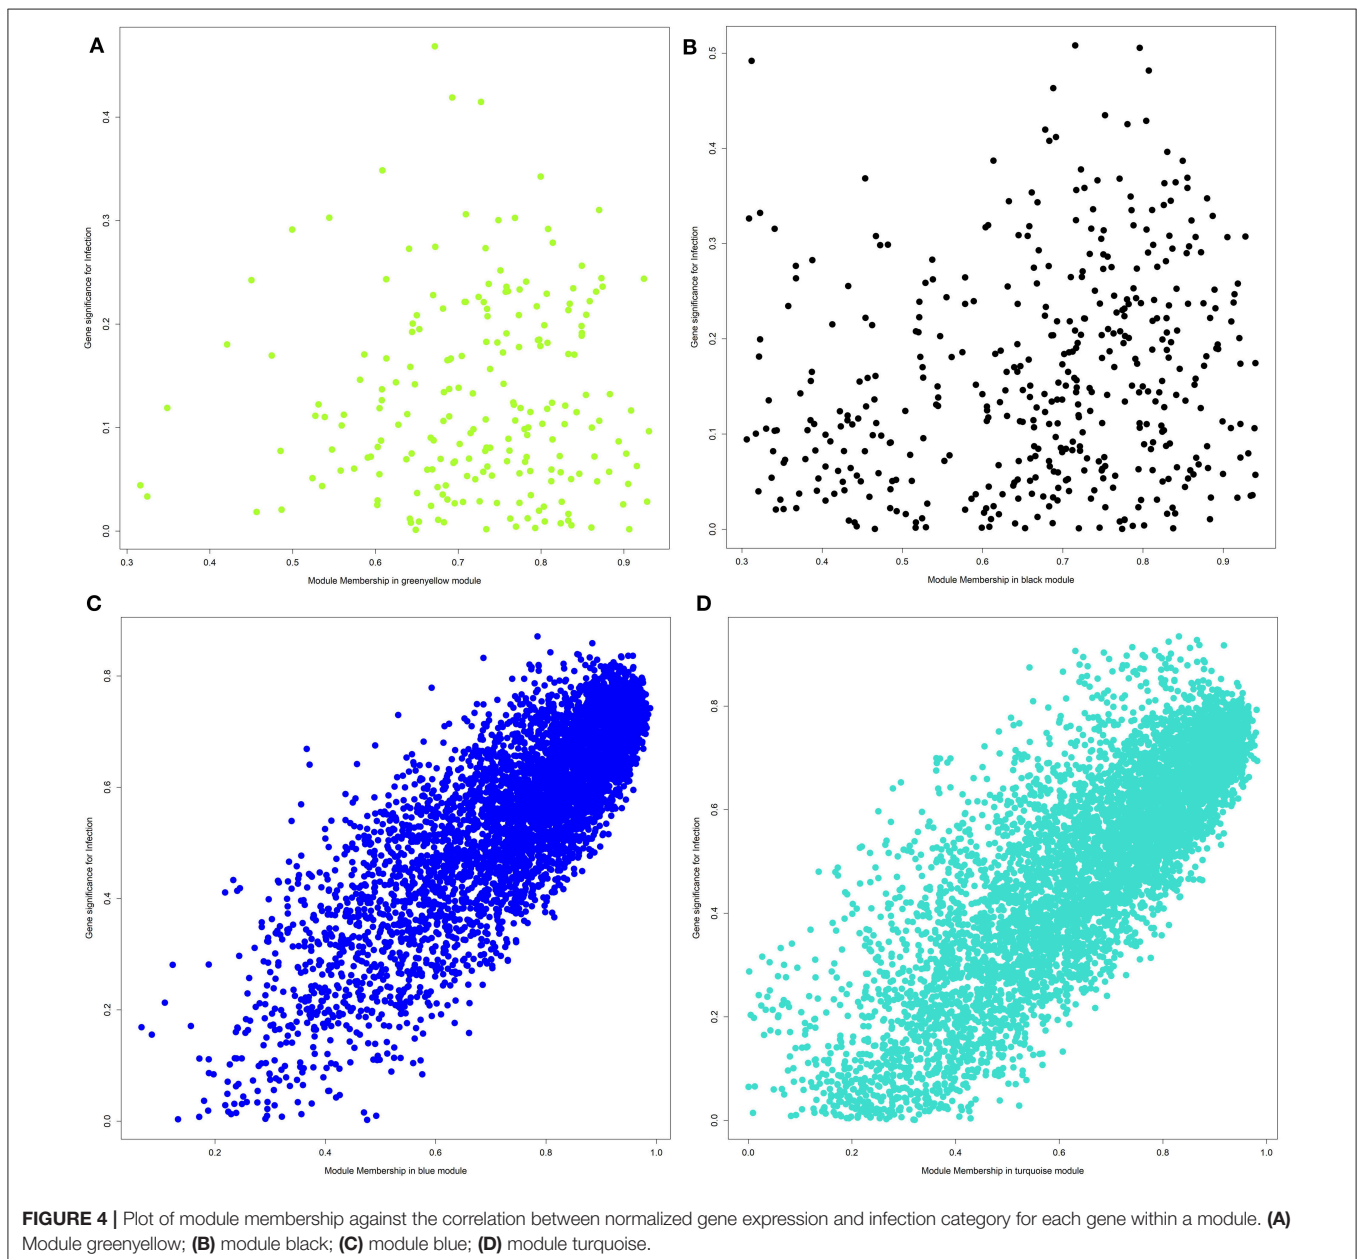 A
Gene significance for Infection
0.0 0.1 0.2 0.3 0.4
0.3 0.4 0.5 0.6 0.7 0.8 0.9
Module Membership in greenyellow module
B
Gene significance for Infection
0.0 0.1 0.2 0.3 0.4 0.5
0.3 0.4 0.5 0.6 0.7 0.8 0.9
Module Membership in black module
C
Gene significance for Infection
0.0 0.2 0.4 0.6 0.8
0.2 0.4 0.6 0.8 1.0
Module Membership in blue module
D
Gene significance for Infection
0.0 0.2 0.4 0.6 0.8
0.0 0.2 0.4 0.6 0.8 1.0
Module Membership in turquoise module
FIGURE 4 | Plot of module membership against the correlation between normalized gene expression and infection category for each gene within a module. (A)
Module greenyellow; (B) module black; (C) module blue; (D) module turquoise.